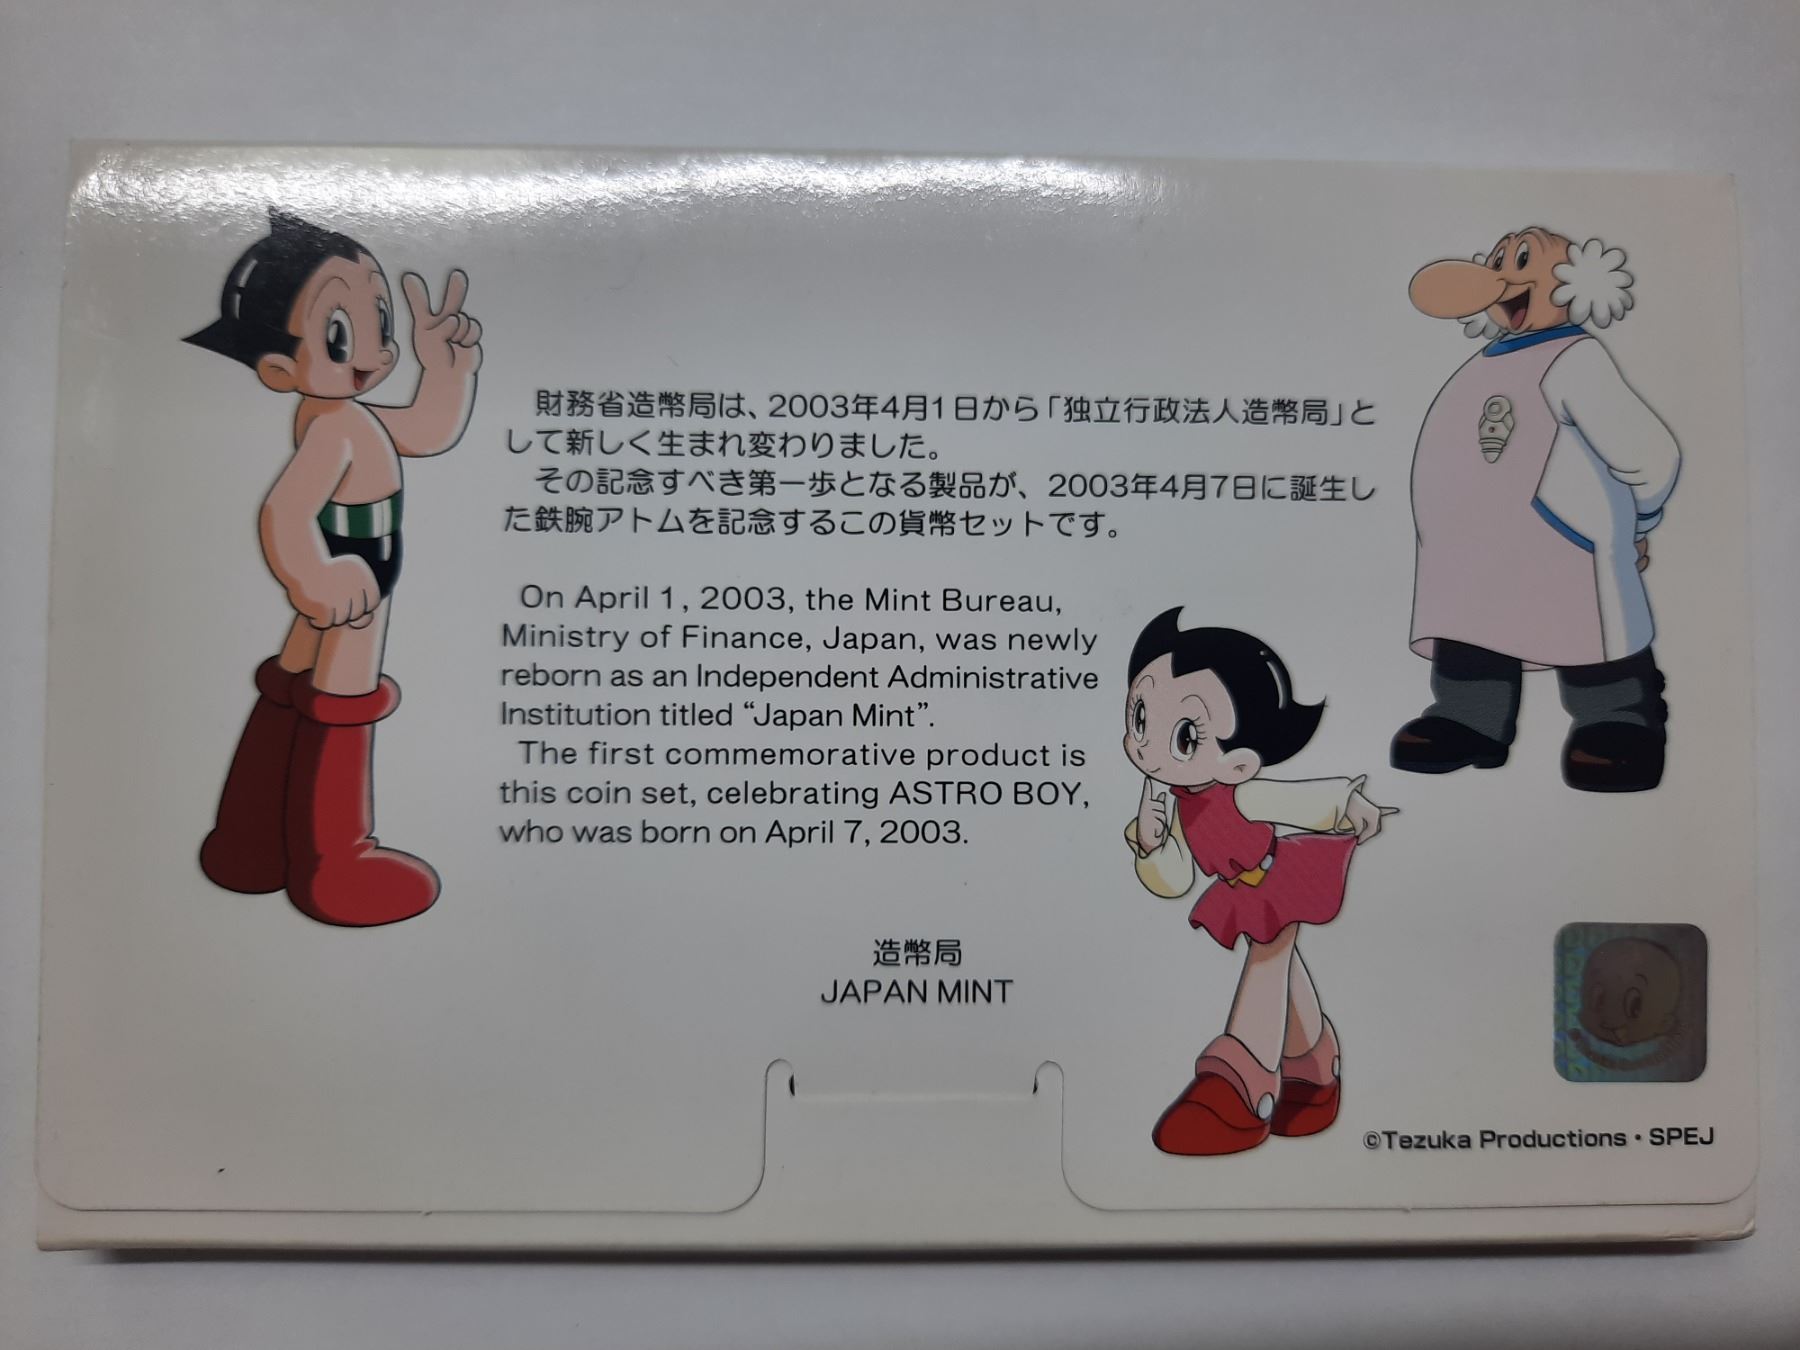 財務省造幣局は、2003年4月1日から「独立行政法人造幣局」と
して新しく生まれ変わりました。
その記念すべき第一歩となる製品が、2003年4月7日に誕生し
た鉄腕アトムを記念するこの貨幣セットです。
On April 1, 2003, the Mint Bureau,
Ministry of Finance, Japan, was newly
reborn as an Independent Administrative
Institution titled “Japan Mint”.
The first commemorative product is
this coin set, celebrating ASTRO BOY,
who was born on April 7, 2003.
造幣局
JAPAN MINT
©Tezuka Productions・SPEJ